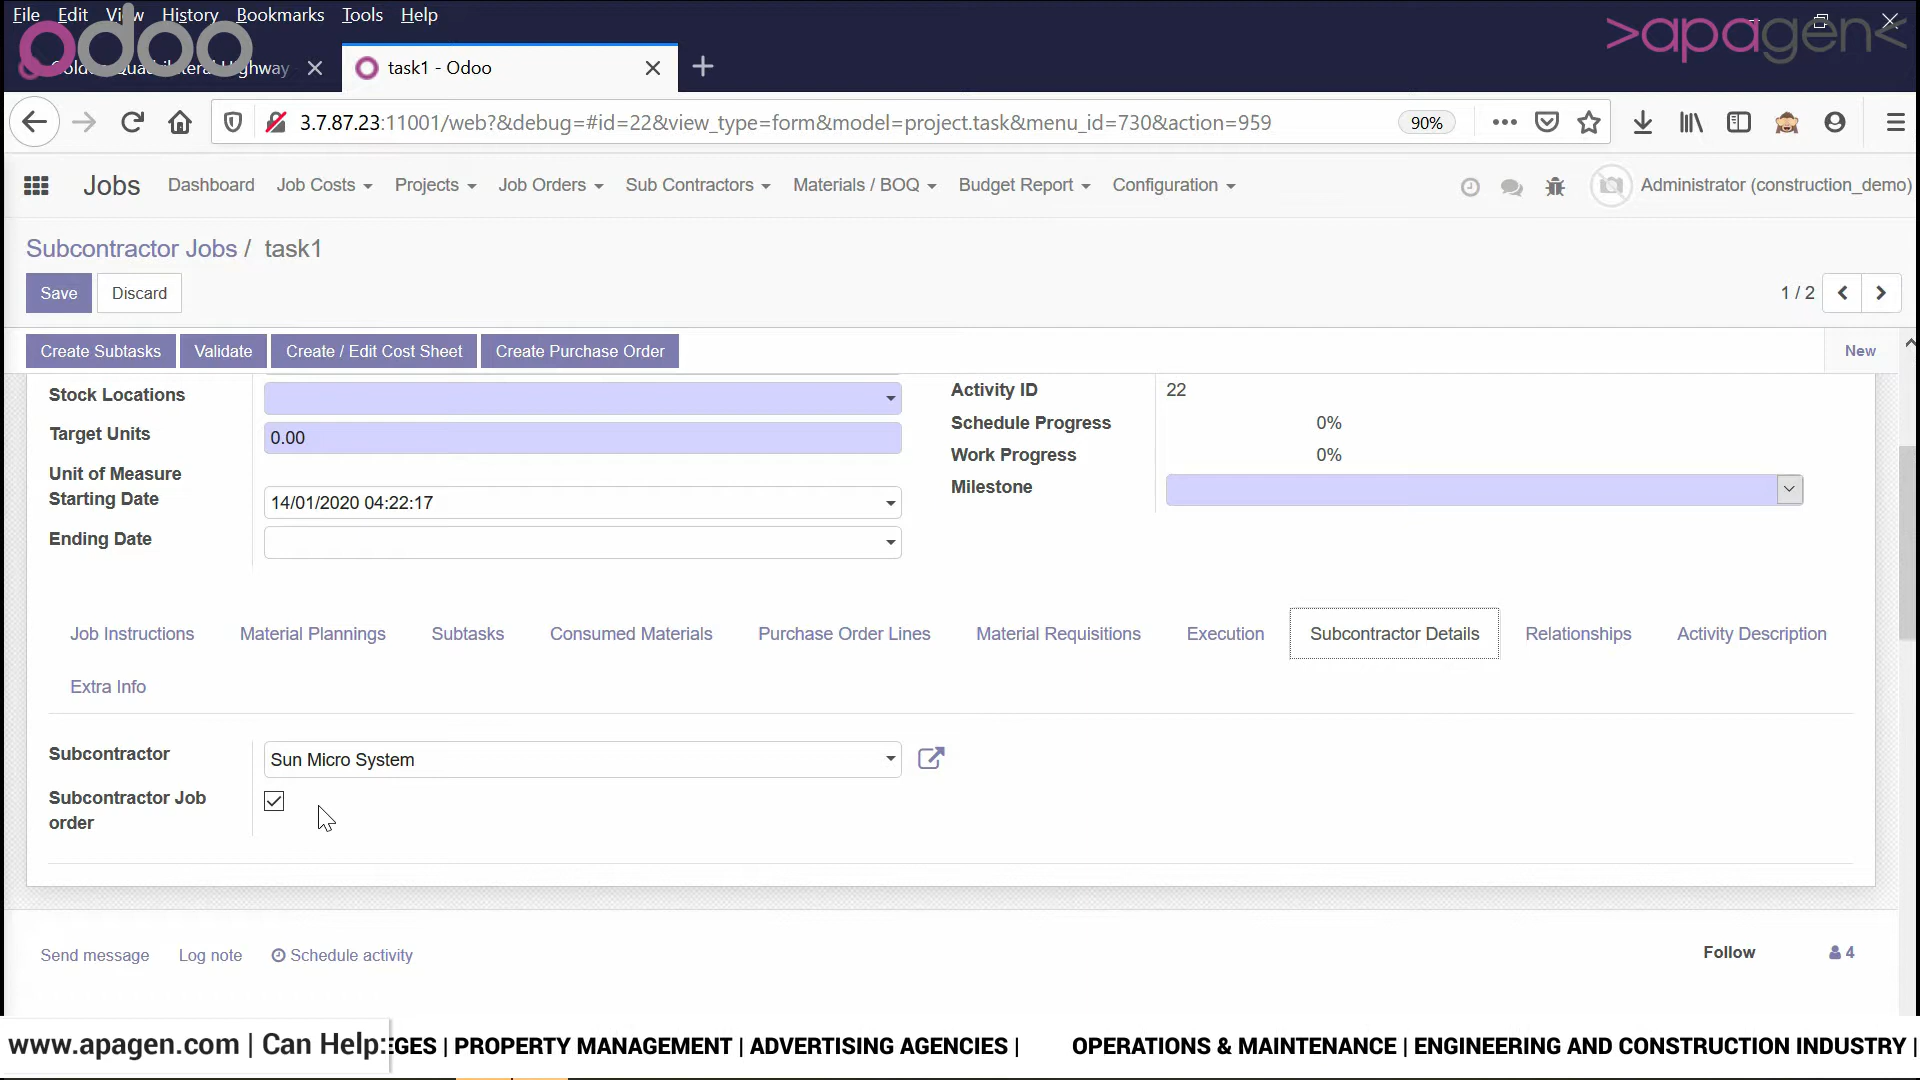 File Edit View History Bookmarks Tools Help
odoo
>apagen<
Quadrilateral Highway
task1 - Odoo
3.7.87.23:11001/web?&debug=#id=22&view_type=form&model=project.task&menu_id=730&action=959
90%
Jobs Dashboard Job Costs Projects Job Orders Sub Contractors Materials / BOQ Budget Report Configuration Administrator (construction_demo)
Subcontractor Jobs / task1
Save Discard 1 / 2
Create Subtasks Validate Create / Edit Cost Sheet Create Purchase Order New
Stock Locations
Activity ID 22
Target Units 0.00
Schedule Progress 0%
Work Progress 0%
Unit of Measure
Milestone
Starting Date 14/01/2020 04:22:17
Ending Date
Job Instructions Material Plannings Subtasks Consumed Materials Purchase Order Lines Material Requisitions Execution Subcontractor Details Relationships Activity Description
Extra Info
Subcontractor Sun Micro System
Subcontractor Job
order
Send message Log note Schedule activity Follow 4
www.apagen.com | Can Help: EGES | PROPERTY MANAGEMENT | ADVERTISING AGENCIES | OPERATIONS & MAINTENANCE | ENGINEERING AND CONSTRUCTION INDUSTRY |